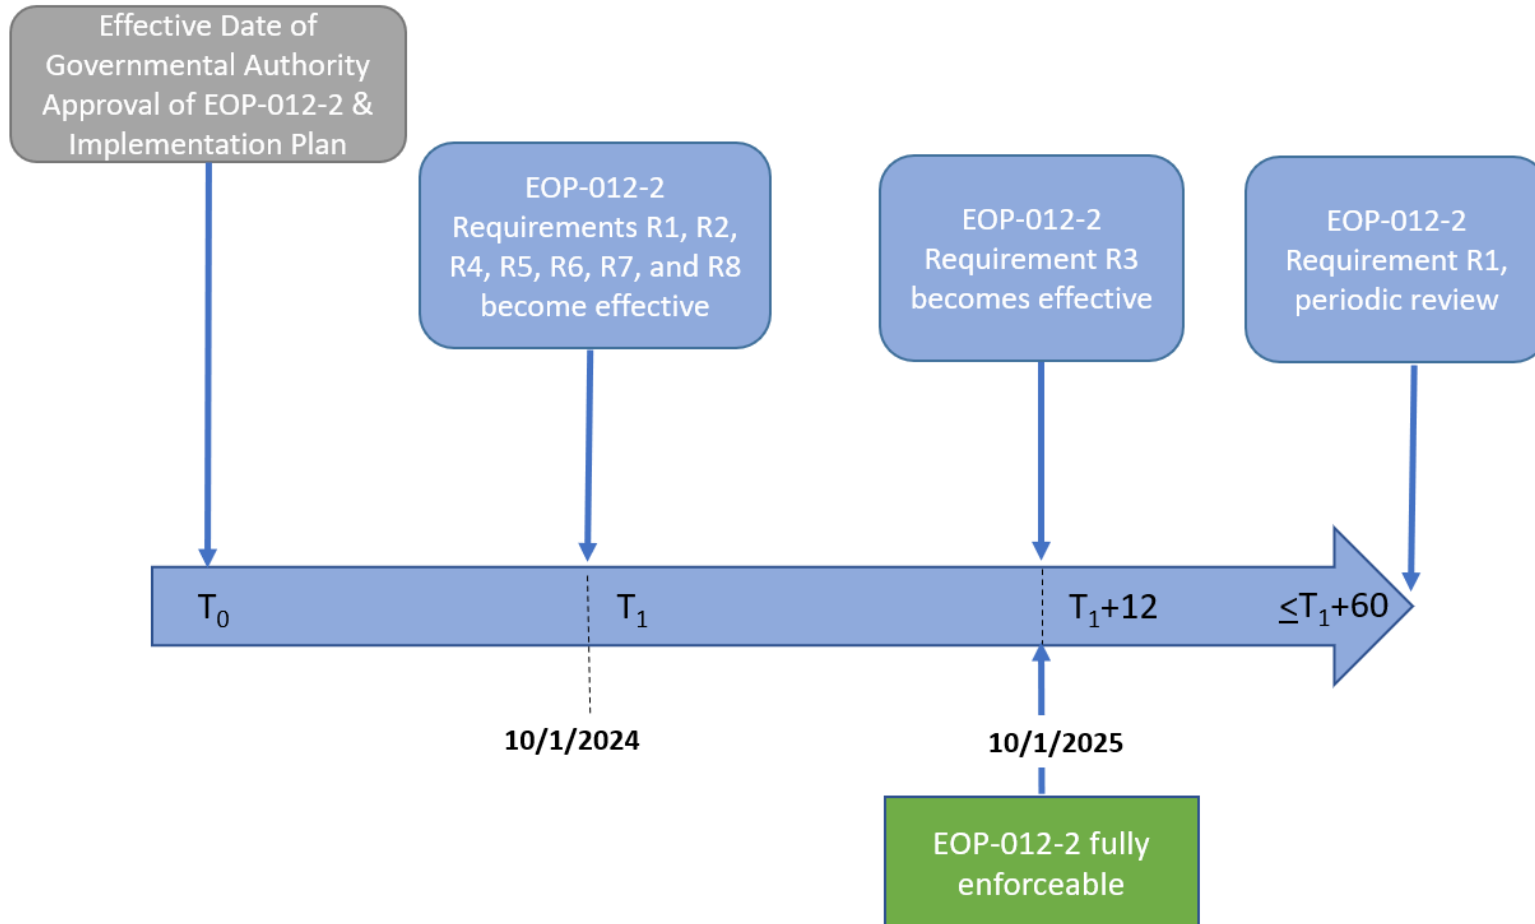 Effective Date of
Governmental Authority
Approval of EOP-012-2 &
Implementation Plan
EOP-012-2
Requirements R1, R2,
R4, R5, R6, R7, and R8
become effective
EOP-012-2
Requirement R3
becomes effective
EOP-012-2
Requirement R1,
periodic review
T₀
T₁
T₁+12
≤T₁+60
10/1/2024
10/1/2025
EOP-012-2 fully
enforceable